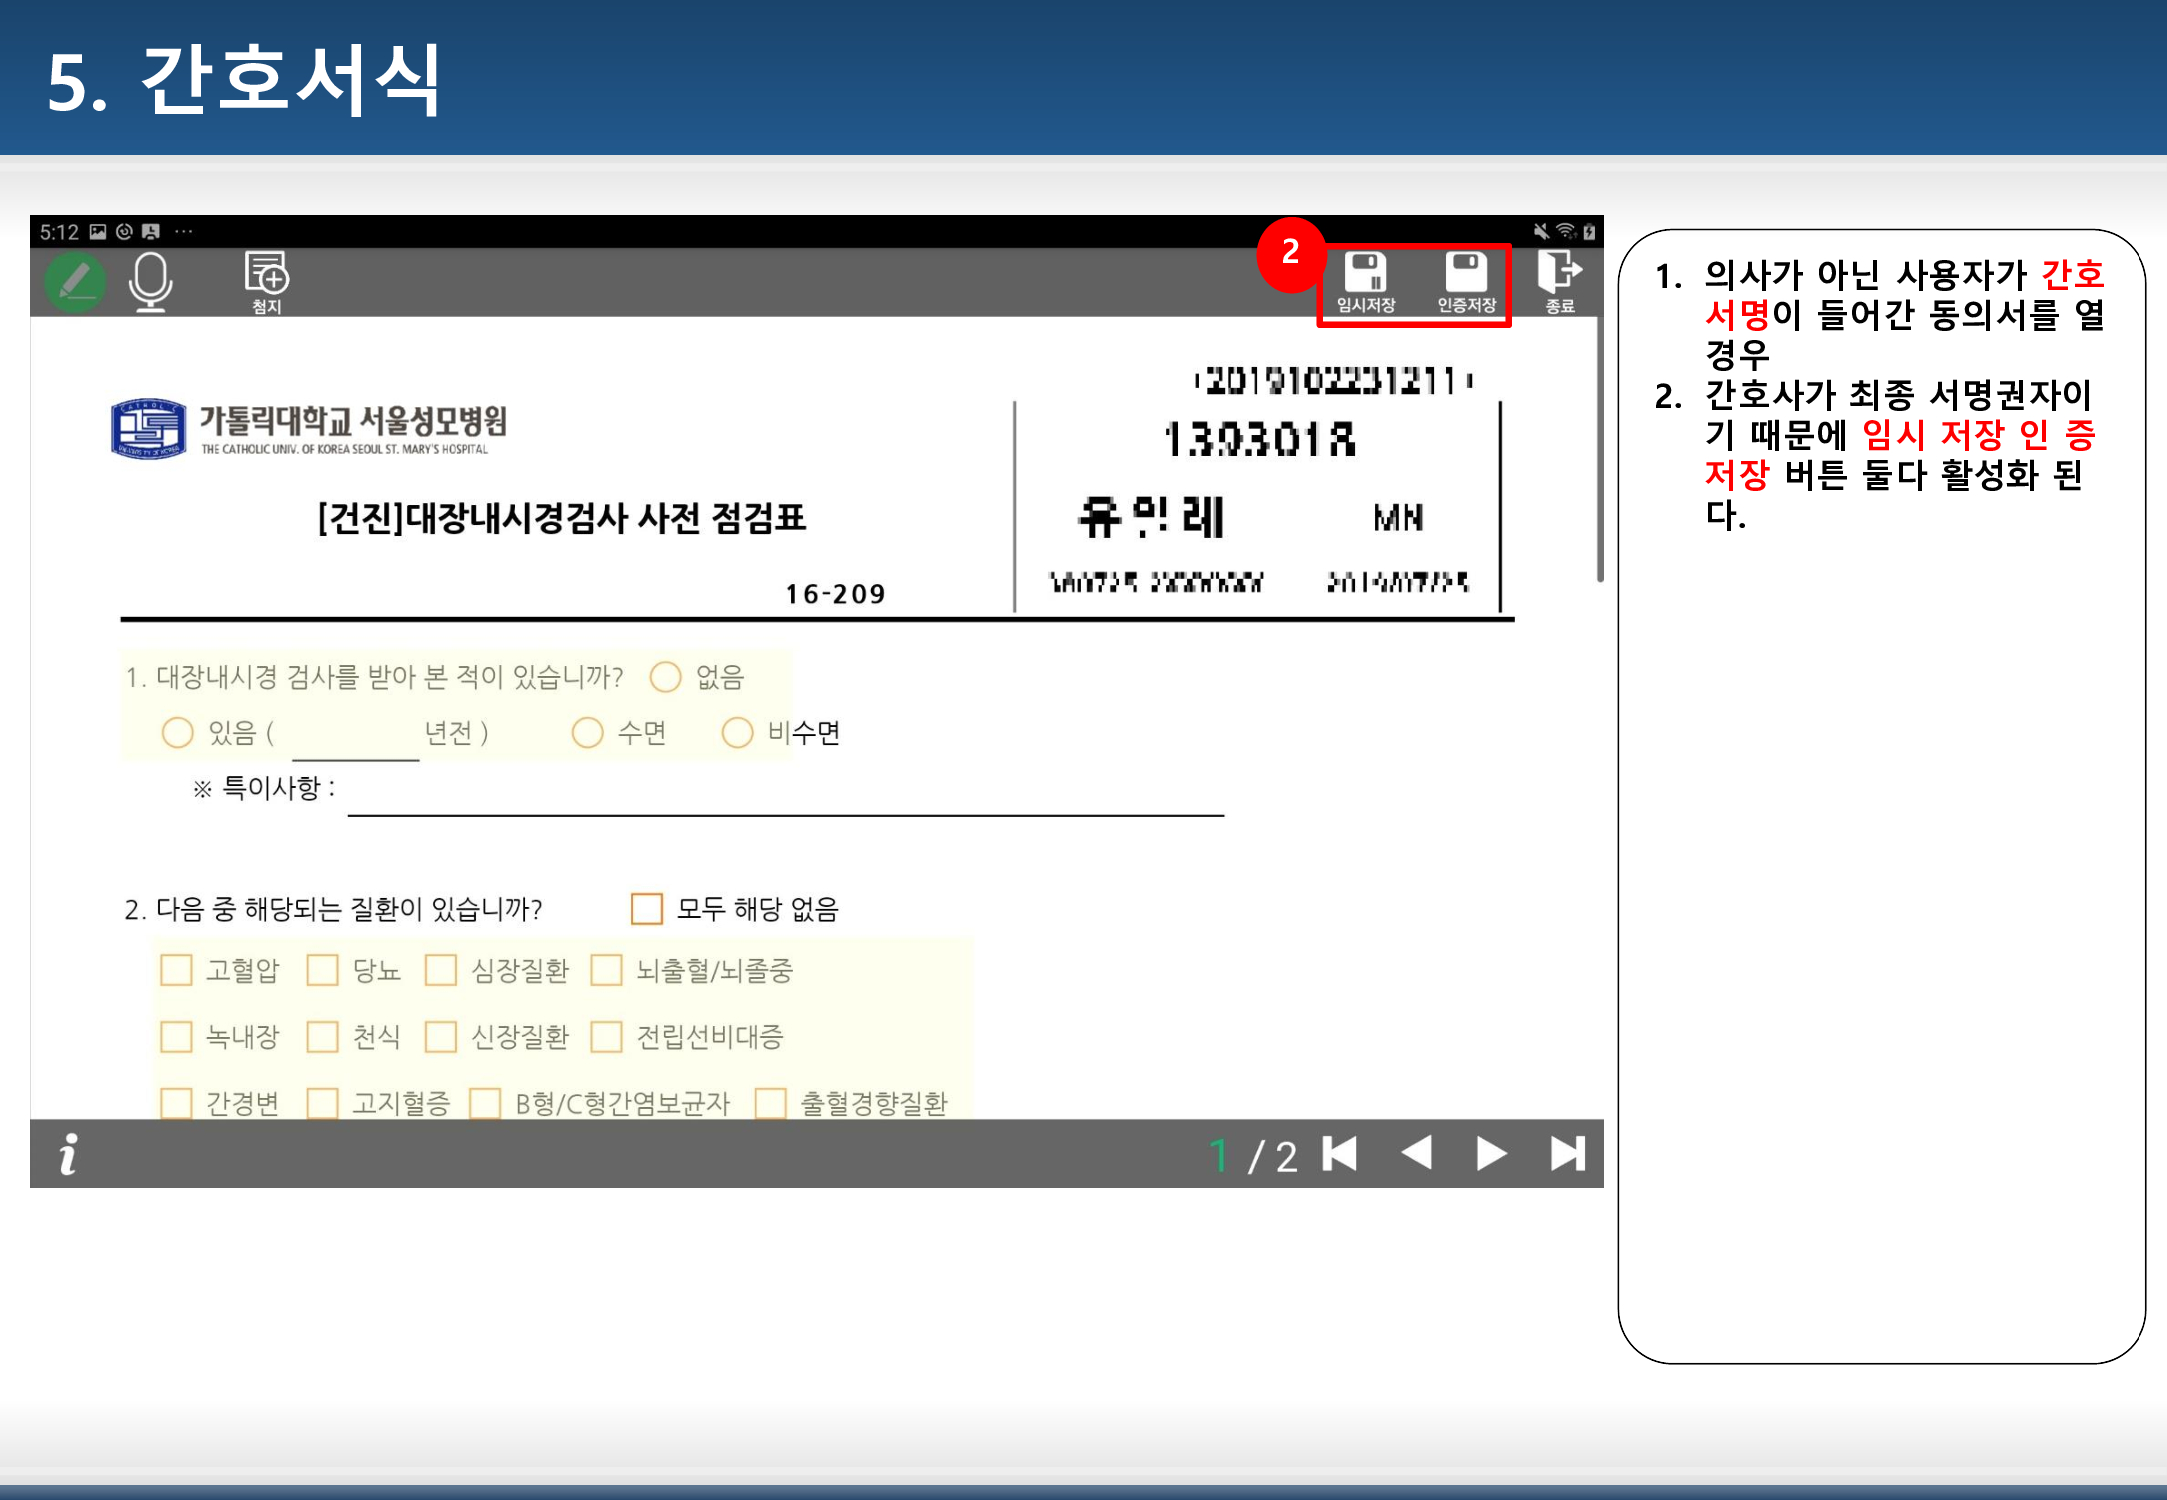 5. 간호서식
5:12
2
첨지
임시저장
인증저장
종료
가톨릭대학교 서울성모병원
THE CATHOLIC UNIV. OF KOREA SEOUL ST. MARY'S HOSPITAL
[건진]대장내시경검사 사전 점검표
16-209
MN
1. 대장내시경 검사를 받아 본 적이 있습니까? 없음
있음 ( 년전 ) 수면 비수면
※ 특이사항 :
2. 다음 중 해당되는 질환이 있습니까? 모두 해당 없음
고혈압 당뇨 심장질환 뇌출혈/뇌졸중
녹내장 천식 신장질환 전립선비대증
간경변 고지혈증 B형/C형간염보균자 출혈경향질환
i
1 / 2
1. 의사가 아닌 사용자가 간호
서명이 들어간 동의서를 열
경우
2. 간호사가 최종 서명권자이
기 때문에 임시 저장 인 증
저장 버튼 둘다 활성화 된
다.